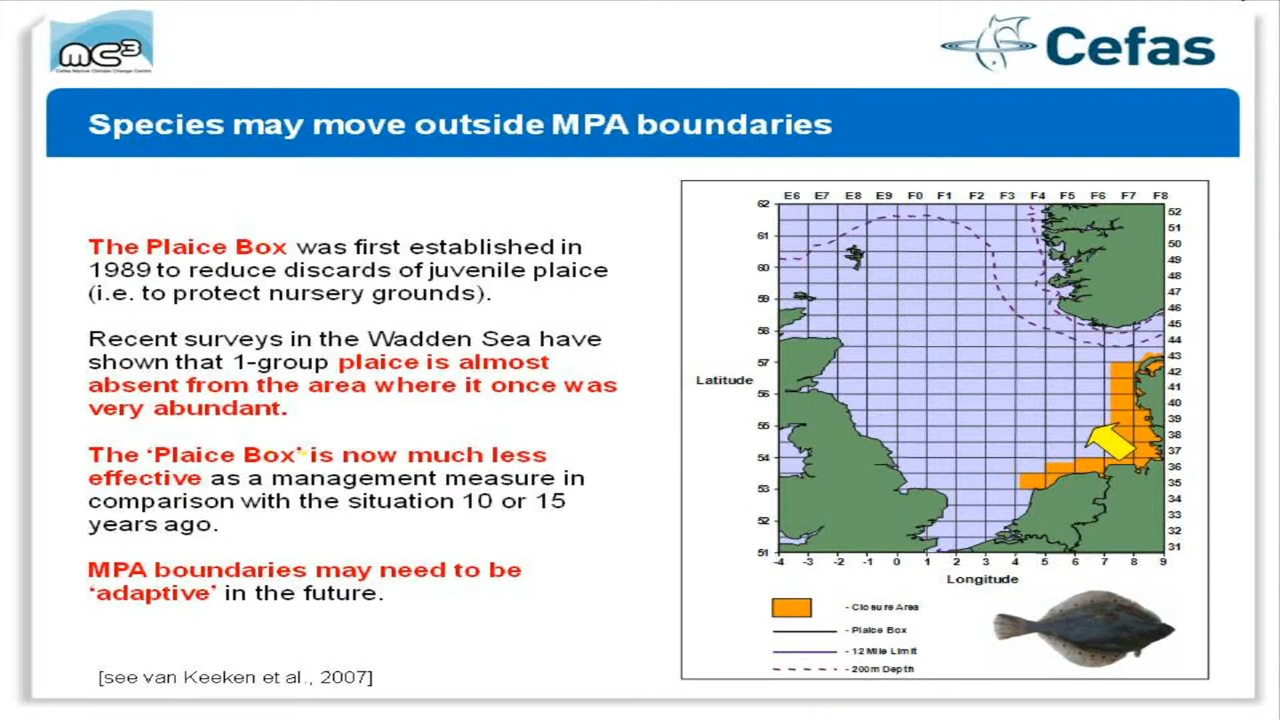 mc3
Cefas Marine Climate Change Centre
Cefas
Species may move outside MPA boundaries
The Plaice Box was first established in
1989 to reduce discards of juvenile plaice
(i.e. to protect nursery grounds).
Recent surveys in the Wadden Sea have
shown that 1-group plaice is almost
absent from the area where it once was
very abundant.
The ‘Plaice Box’ is now much less
effective as a management measure in
comparison with the situation 10 or 15
years ago.
MPA boundaries may need to be
‘adaptive’ in the future.
[see van Keeken et al., 2007]
E6 E7 E8 E9 F0 F1 F2 F3 F4 F5 F6 F7 F8
62
61
60
59
58
57
56
55
54
53
52
51
Latitude
52
51
50
49
48
47
46
45
44
43
42
41
40
39
38
37
36
35
34
33
32
31
-4 -3 -2 -1 0 1 2 3 4 5 6 7 8 9
Longitude
- Closure Area
- Plaice Box
- 12 Mile Limit
- 200m Depth